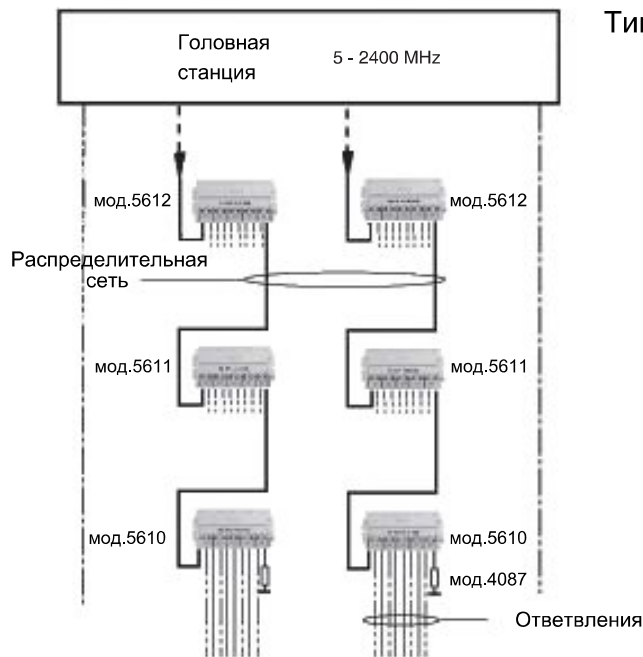 Тип
Головная
станция
5 - 2400 MHz
мод.5612
мод.5612
Распределительная
сеть
мод.5611
мод.5611
мод.5610
мод.5610
мод.4087
Ответвления